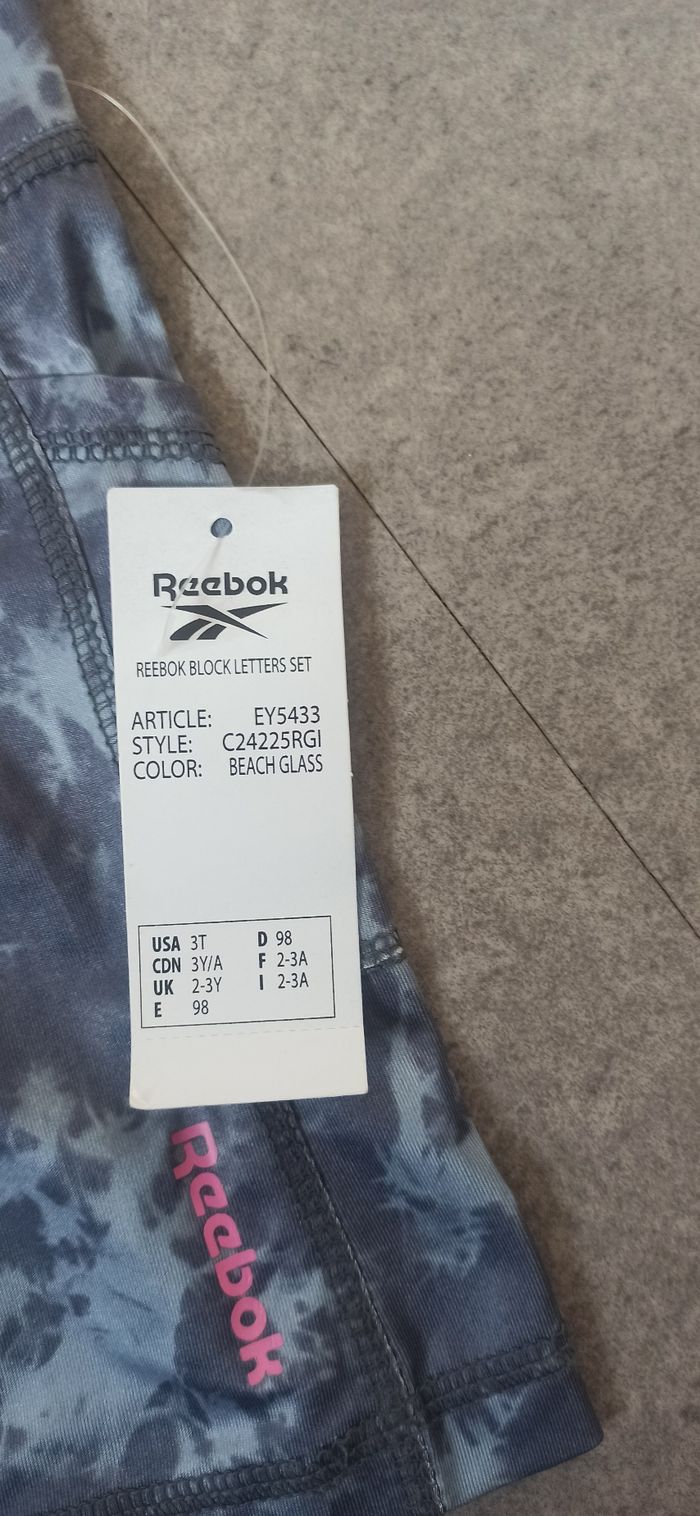 Reebok
REEBOK BLOCK LETTERS SET
ARTICLE: EY5433
STYLE: C24225RGI
COLOR: BEACH GLASS
USA 3T D 98
CDN 3Y/A F 2-3A
UK 2-3Y I 2-3A
E 98
Reebok